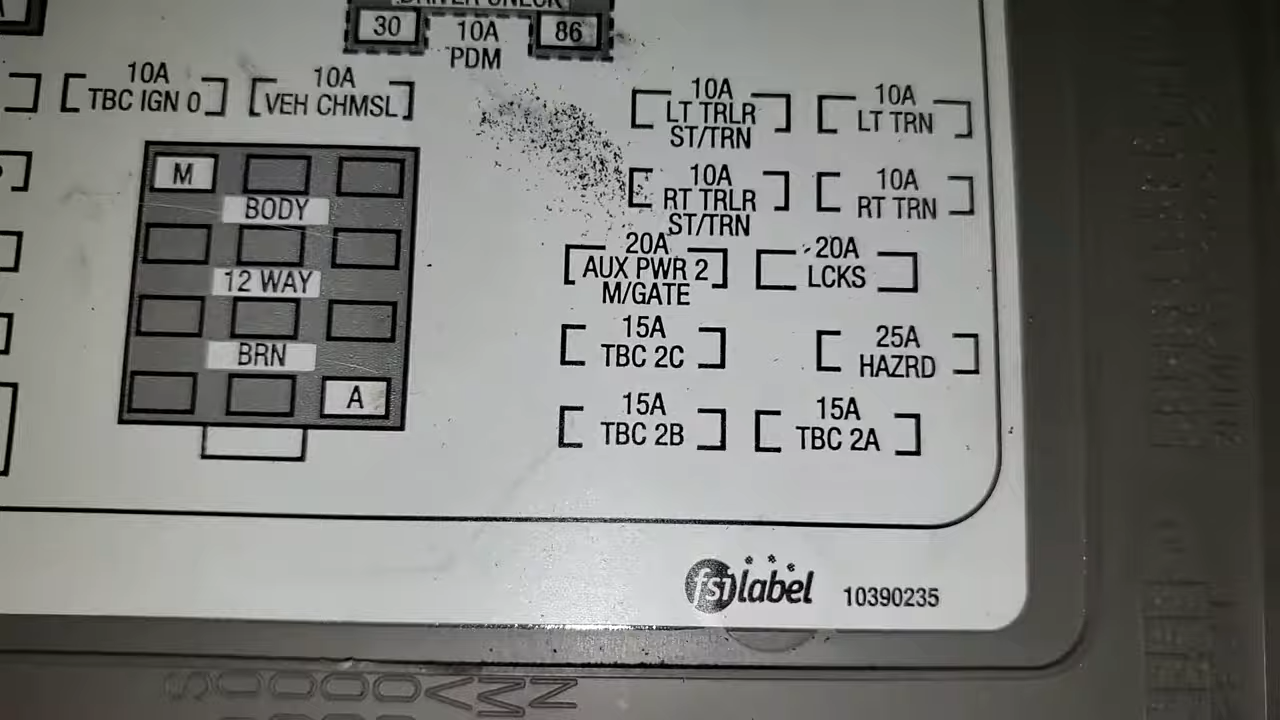 DRIVER UNLCK
30
10A
86
PDM
10A
TBC IGN 0
10A
VEH CHMSL
10A
LT TRLR
ST/TRN
10A
LT TRN
10A
RT TRLR
ST/TRN
10A
RT TRN
M
BODY
12 WAY
BRN
A
20A
AUX PWR 2
M/GATE
20A
LCKS
15A
TBC 2C
25A
HAZRD
15A
TBC 2B
15A
TBC 2A
fsi label
10390235